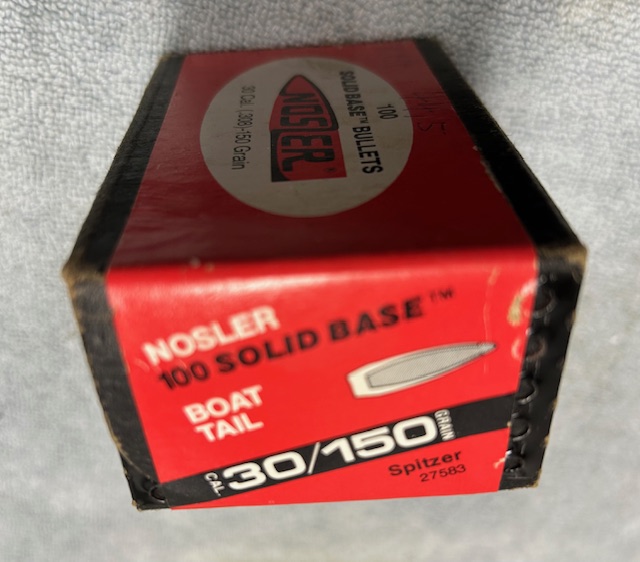 100
SOLID BASE™ BULLETS
NOSLER®
30 Cal. (.308)-150 Grain
NOSLER
100 SOLID BASE™
BOAT
TAIL
CAL. 30/150 GRAIN
Spitzer
27583